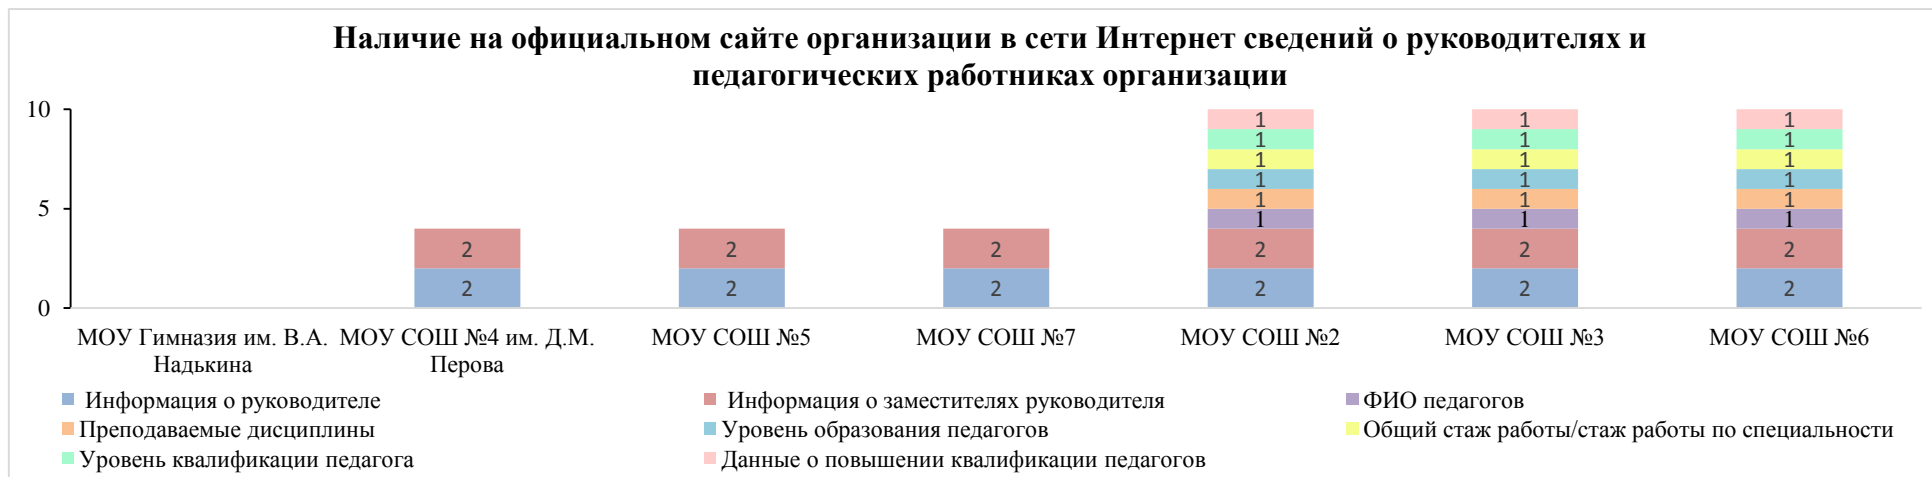 Наличие на официальном сайте организации в сети Интернет сведений о руководителях и
педагогических работниках организации
10
5
0
1 1 1
1 1 1
1 1 1
1 1 1
1 1 1
1 1 1
2 2 2 2 2 2
2 2 2 2 2 2
МОУ Гимназия им. В.А. Надькина
МОУ СОШ №4 им. Д.М. Перова
МОУ СОШ №5
МОУ СОШ №7
МОУ СОШ №2
МОУ СОШ №3
МОУ СОШ №6
Информация о руководителе
Информация о заместителях руководителя
ФИО педагогов
Преподаваемые дисциплины
Уровень образования педагогов
Общий стаж работы/стаж работы по специальности
Уровень квалификации педагога
Данные о повышении квалификации педагогов